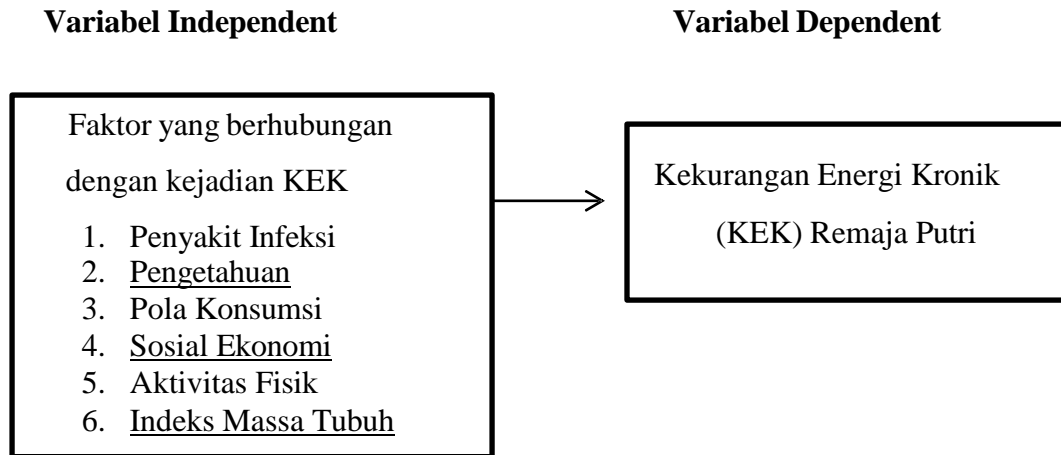 Variabel Independent
Variabel Dependent
Faktor yang berhubungan
dengan kejadian KEK
1. Penyakit Infeksi
2. Pengetahuan
3. Pola Konsumsi
4. Sosial Ekonomi
5. Aktivitas Fisik
6. Indeks Massa Tubuh
Kekurangan Energi Kronik
(KEK) Remaja Putri